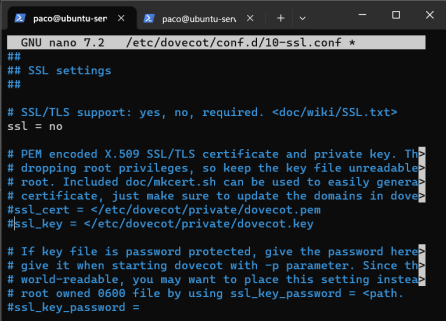 paco@ubuntu-serv
paco@ubuntu-serv
GNU nano 7.2 /etc/dovecot/conf.d/10-ssl.conf *
##
## SSL settings
##
# SSL/TLS support: yes, no, required. <doc/wiki/SSL.txt>
ssl = no
# PEM encoded X.509 SSL/TLS certificate and private key. Th>
# dropping root privileges, so keep the key file unreadable>
# root. Included doc/mkcert.sh can be used to easily genera>
# certificate, just make sure to update the domains in dove>
#ssl_cert = </etc/dovecot/private/dovecot.pem
#ssl_key = </etc/dovecot/private/dovecot.key
# If key file is password protected, give the password here>
# give it when starting dovecot with -p parameter. Since th>
# world-readable, you may want to place this setting instea>
# root owned 0600 file by using ssl_key_password = <path.
#ssl_key_password =